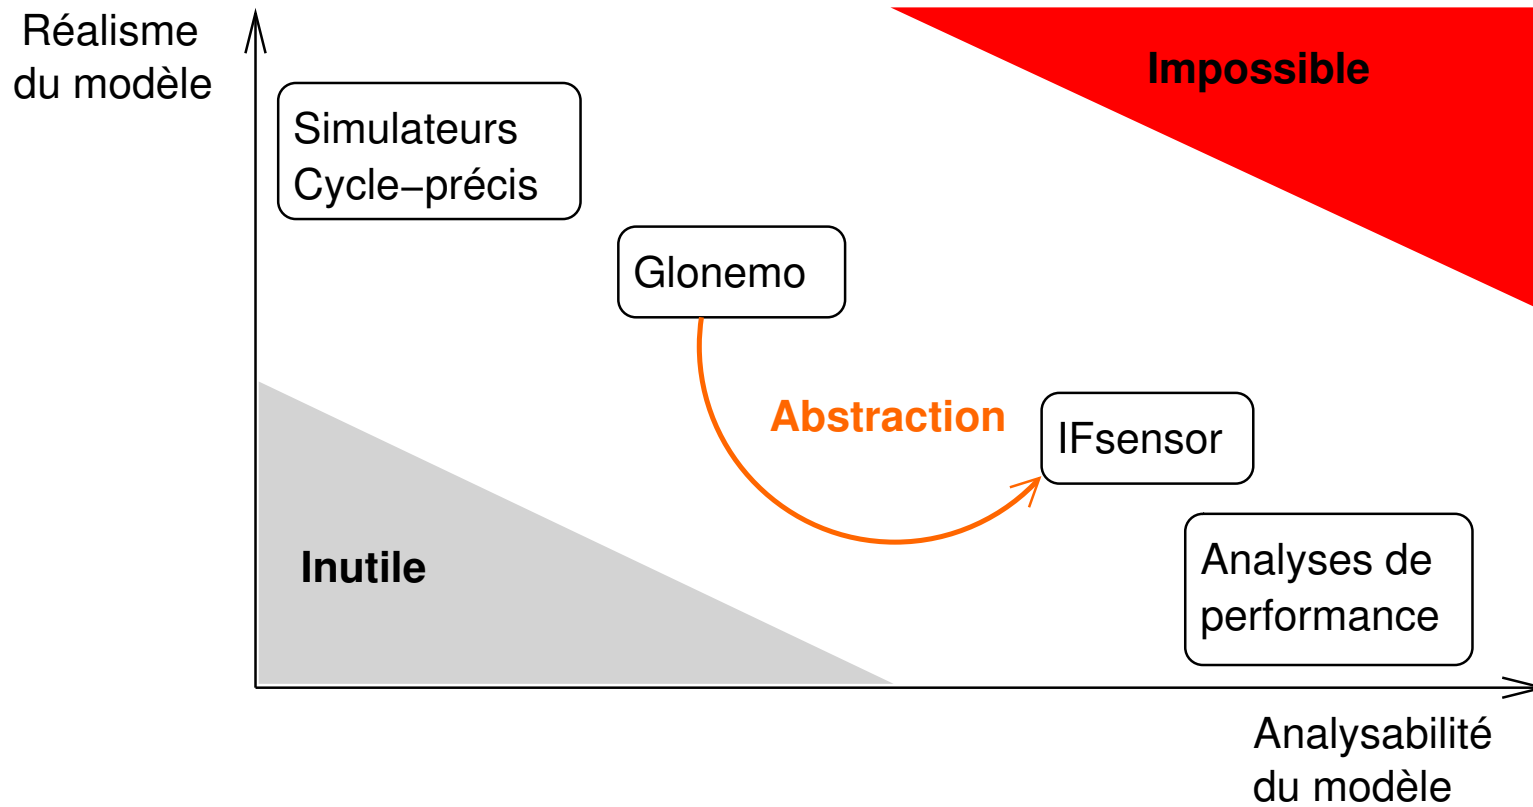 Réalisme
du modèle
Impossible
Simulateurs
Cycle−précis
Glonemo
Abstraction
IFsensor
Inutile
Analyses de
performance
Analysabilité
du modèle